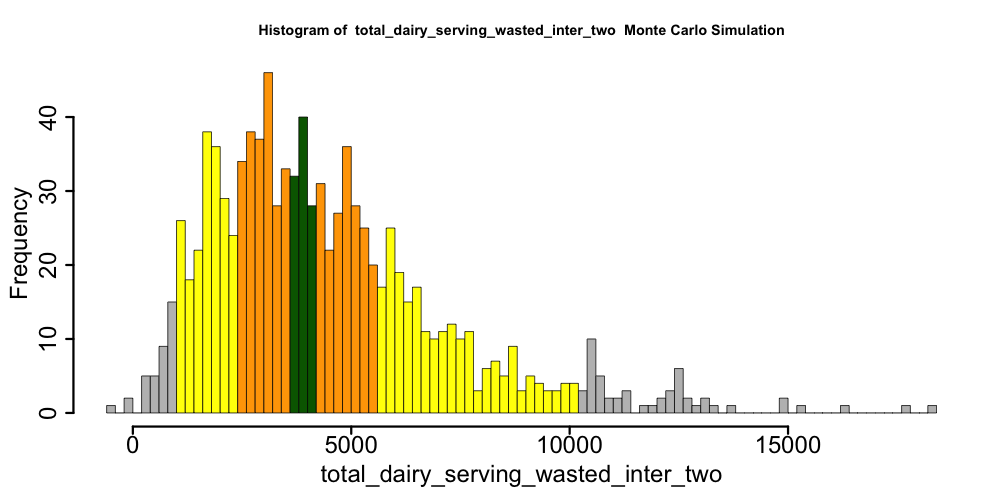 Histogram of  total_dairy_serving_wasted_inter_two  Monte Carlo Simulation
Frequency
40
30
20
10
0
0 5000 10000 15000
total_dairy_serving_wasted_inter_two